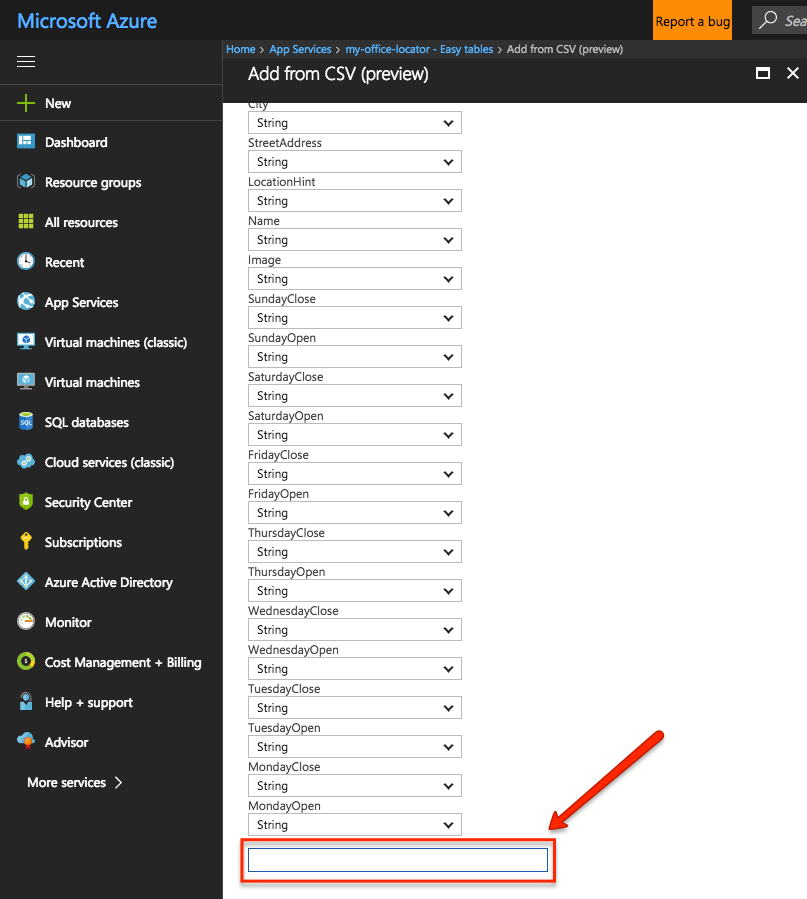 Microsoft Azure
Report a bug
Sea
Home > App Services > my-office-locator - Easy tables > Add from CSV (preview)
Add from CSV (preview)
New
Dashboard
Resource groups
All resources
Recent
App Services
Virtual machines (classic)
Virtual machines
SQL databases
Cloud services (classic)
Security Center
Subscriptions
Azure Active Directory
Monitor
Cost Management + Billing
Help + support
Advisor
More services >
City
String
StreetAddress
String
LocationHint
String
Name
String
Image
String
SundayClose
String
SundayOpen
String
SaturdayClose
String
SaturdayOpen
String
FridayClose
String
FridayOpen
String
ThursdayClose
String
ThursdayOpen
String
WednesdayClose
String
WednesdayOpen
String
TuesdayClose
String
TuesdayOpen
String
MondayClose
String
MondayOpen
String